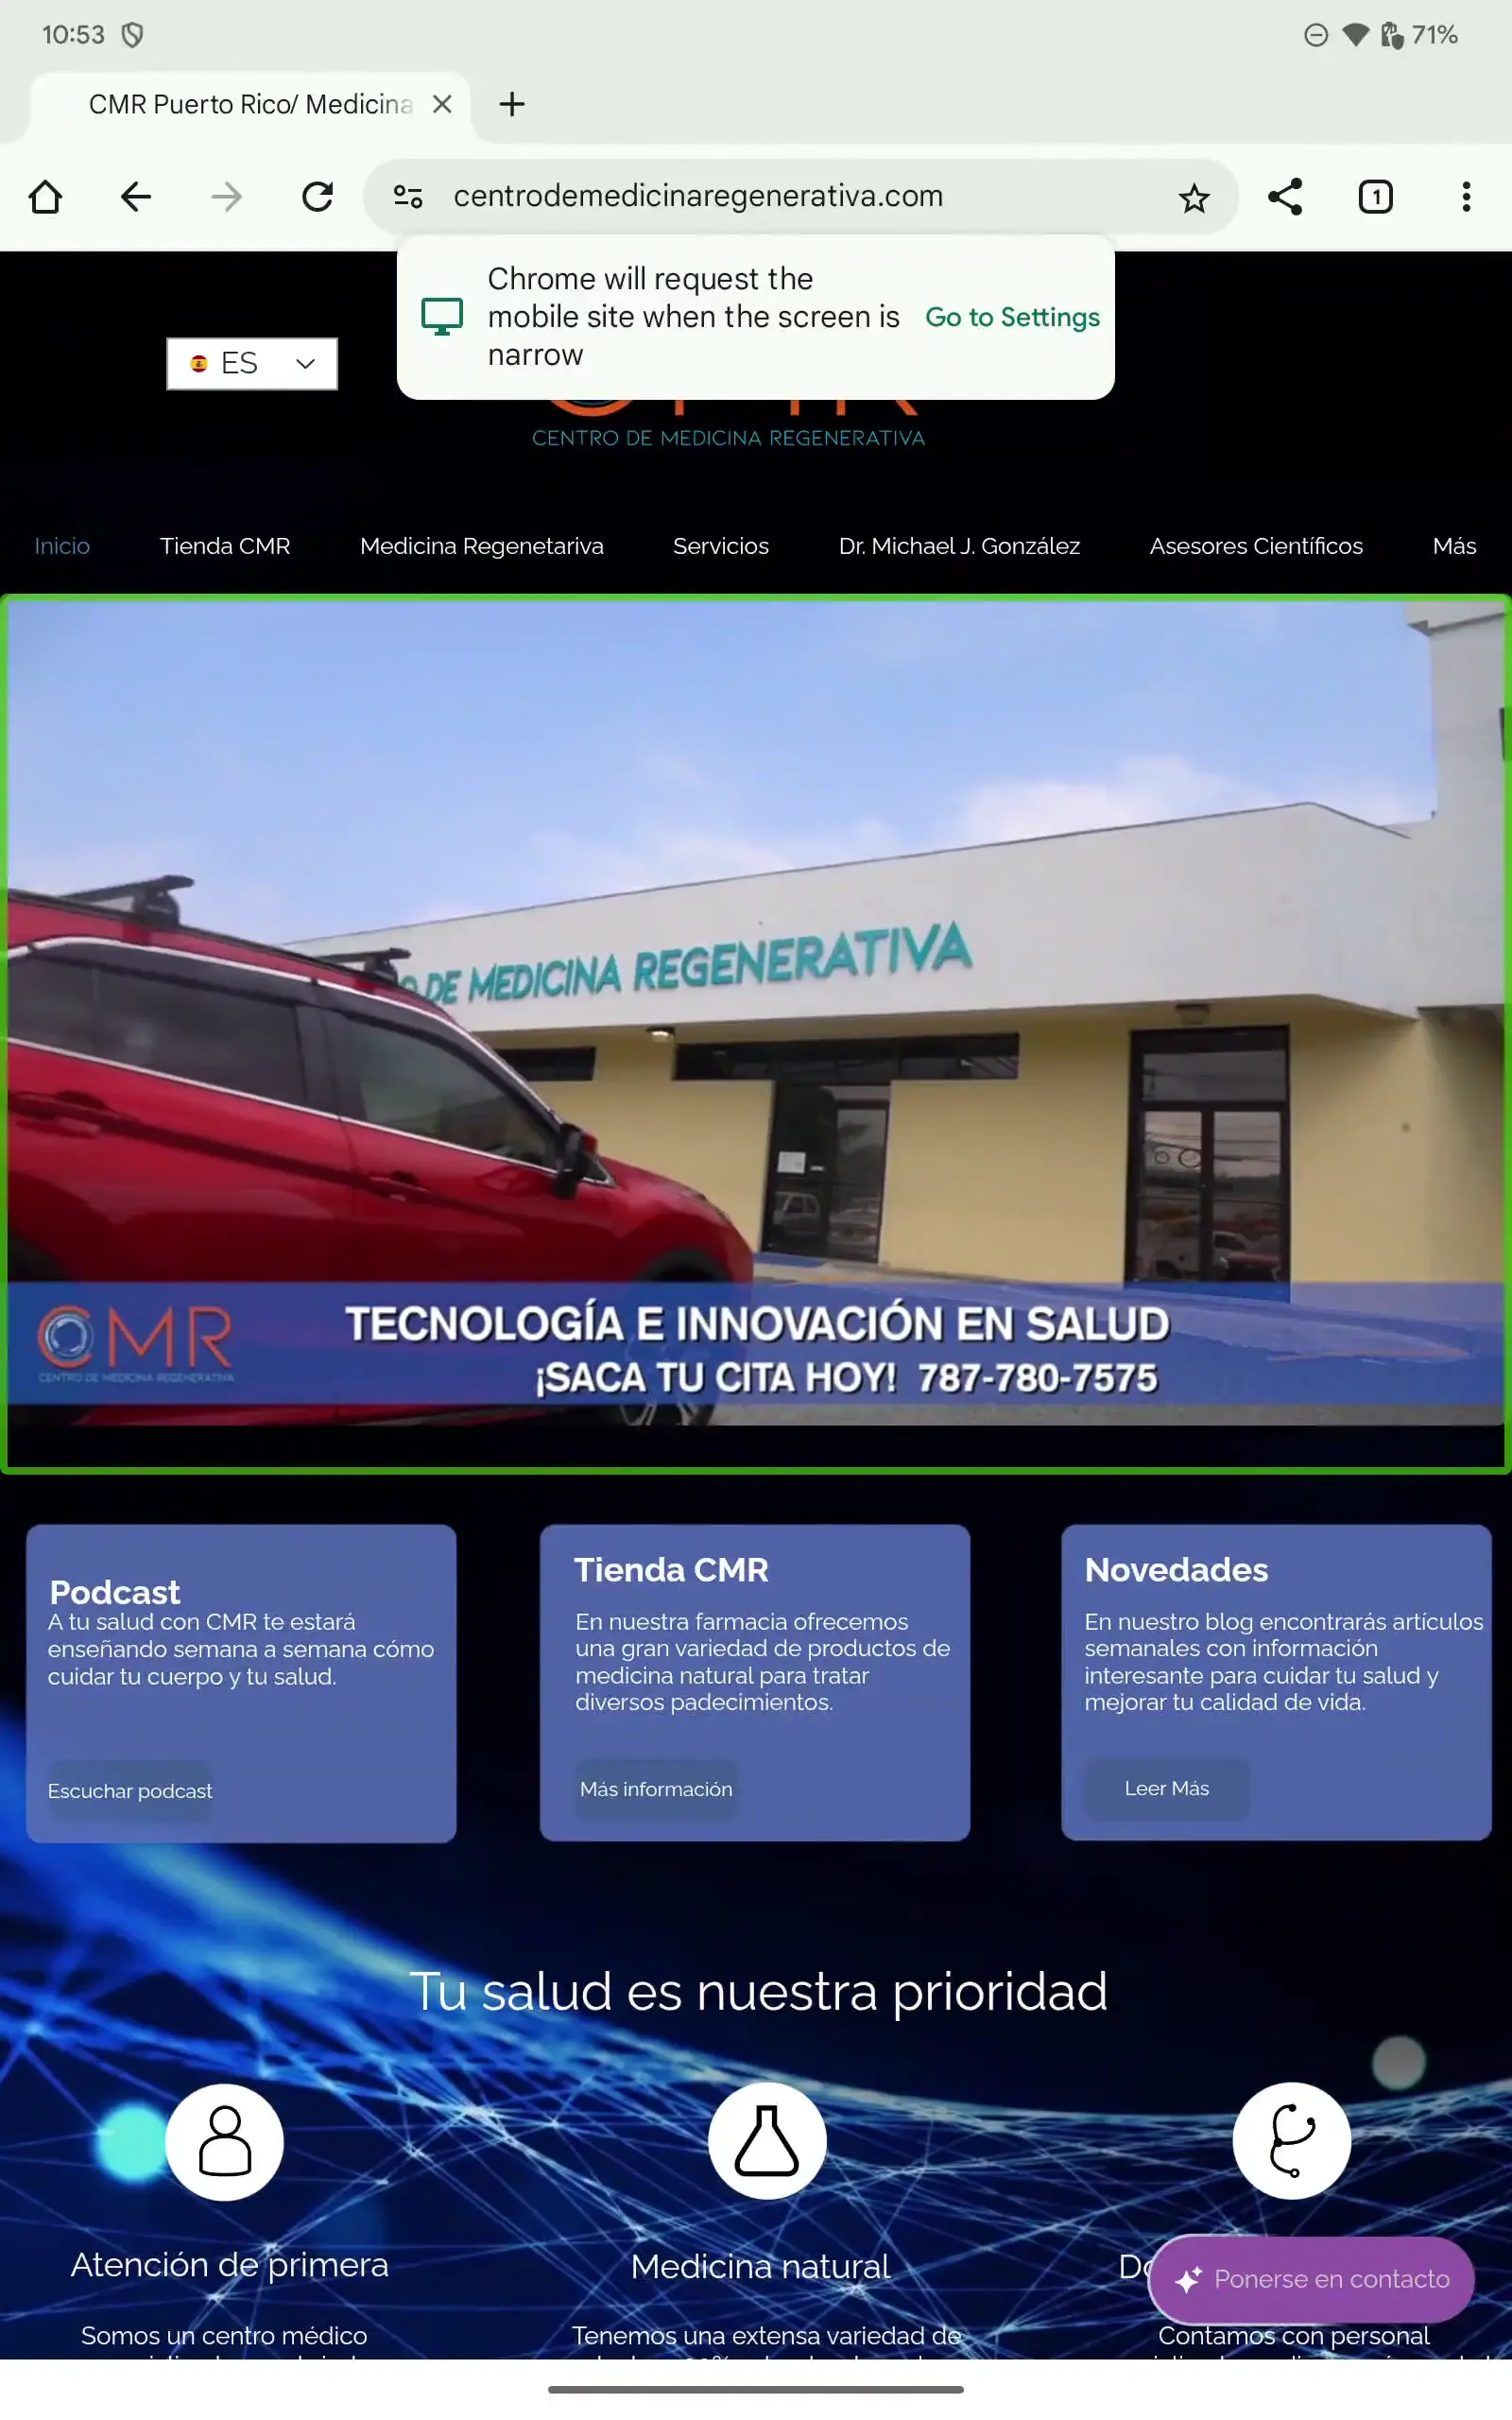 10:53
71%
CMR Puerto Rico/ Medicina
centrodemedicinaregenerativa.com
1
Chrome will request the
mobile site when the screen is
narrow
Go to Settings
ES
CENTRO DE MEDICINA REGENERATIVA
Inicio
Tienda CMR
Medicina Regenetariva
Servicios
Dr. Michael J. González
Asesores Científicos
Más
DE MEDICINA REGENERATIVA
CMR
CENTRO DE MEDICINA REGENERATIVA
TECNOLOGÍA E INNOVACIÓN EN SALUD
¡SACA TU CITA HOY! 787-780-7575
Podcast
A tu salud con CMR te estará
enseñando semana a semana cómo
cuidar tu cuerpo y tu salud.
Escuchar podcast
Tienda CMR
En nuestra farmacia ofrecemos
una gran variedad de productos de
medicina natural para tratar
diversos padecimientos.
Más información
Novedades
En nuestro blog encontrarás artículos
semanales con información
interesante para cuidar tu salud y
mejorar tu calidad de vida.
Leer Más
Tu salud es nuestra prioridad
Atención de primera
Somos un centro médico
Medicina natural
Tenemos una extensa variedad de
Ponerse en contacto
Contamos con personal